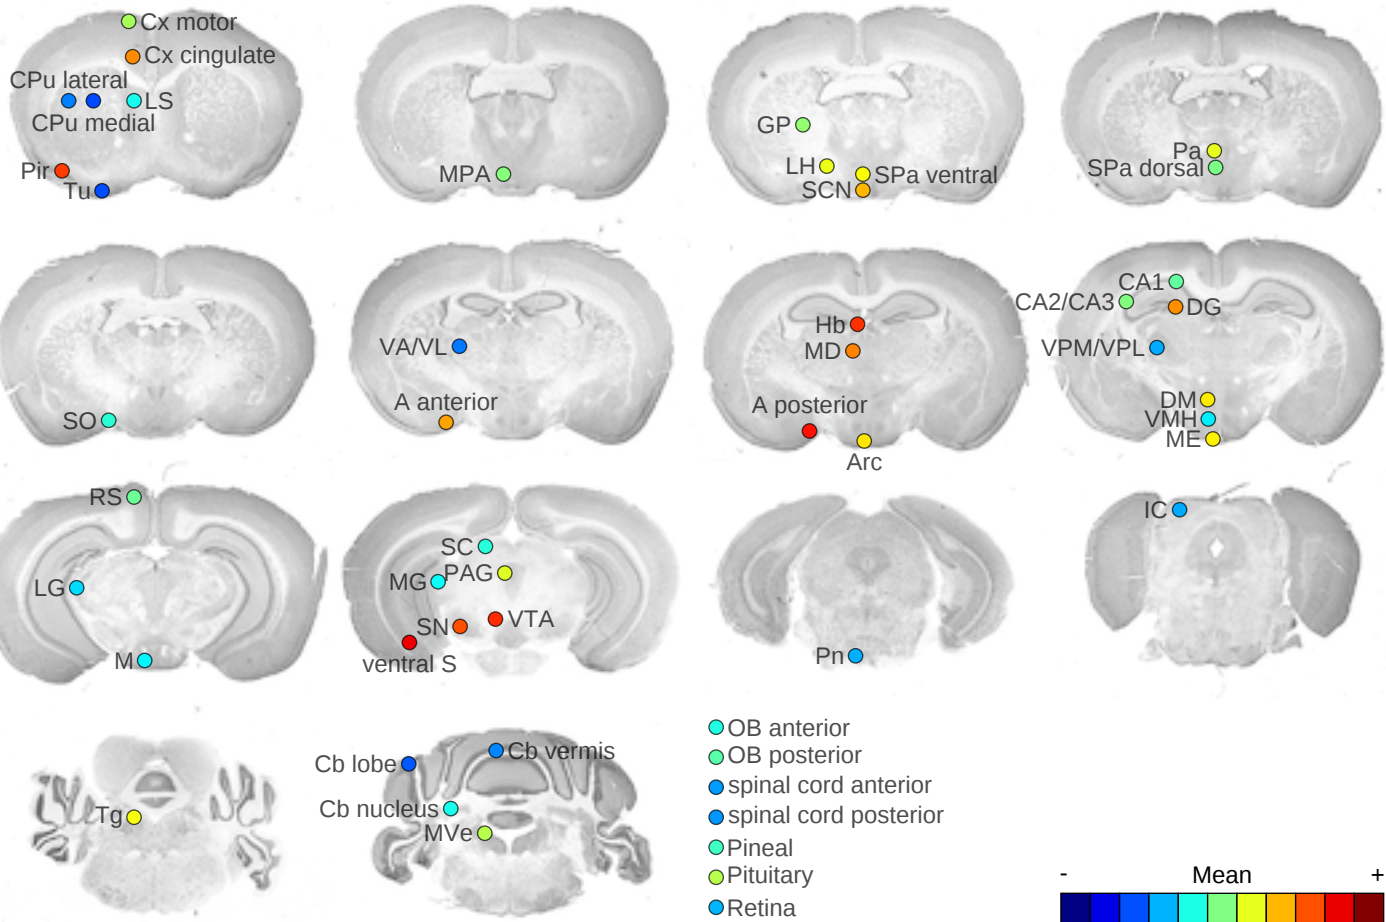 Cx motor
Cx cingulate
CPu lateral
LS
CPu medial
Pir
Tu
MPA
GP
LH
SPa ventral
SCN
Pa
SPa dorsal
SO
VA/VL
A anterior
Hb
MD
A posterior
Arc
CA1
CA2/CA3
DG
VPM/VPL
DM
VMH
ME
RS
LG
M
SC
MG
PAG
SN
VTA
ventral S
Pn
IC
Tg
Cb lobe
Cb vermis
Cb nucleus
MVe
OB anterior
OB posterior
spinal cord anterior
spinal cord posterior
Pineal
Pituitary
Retina
- Mean +